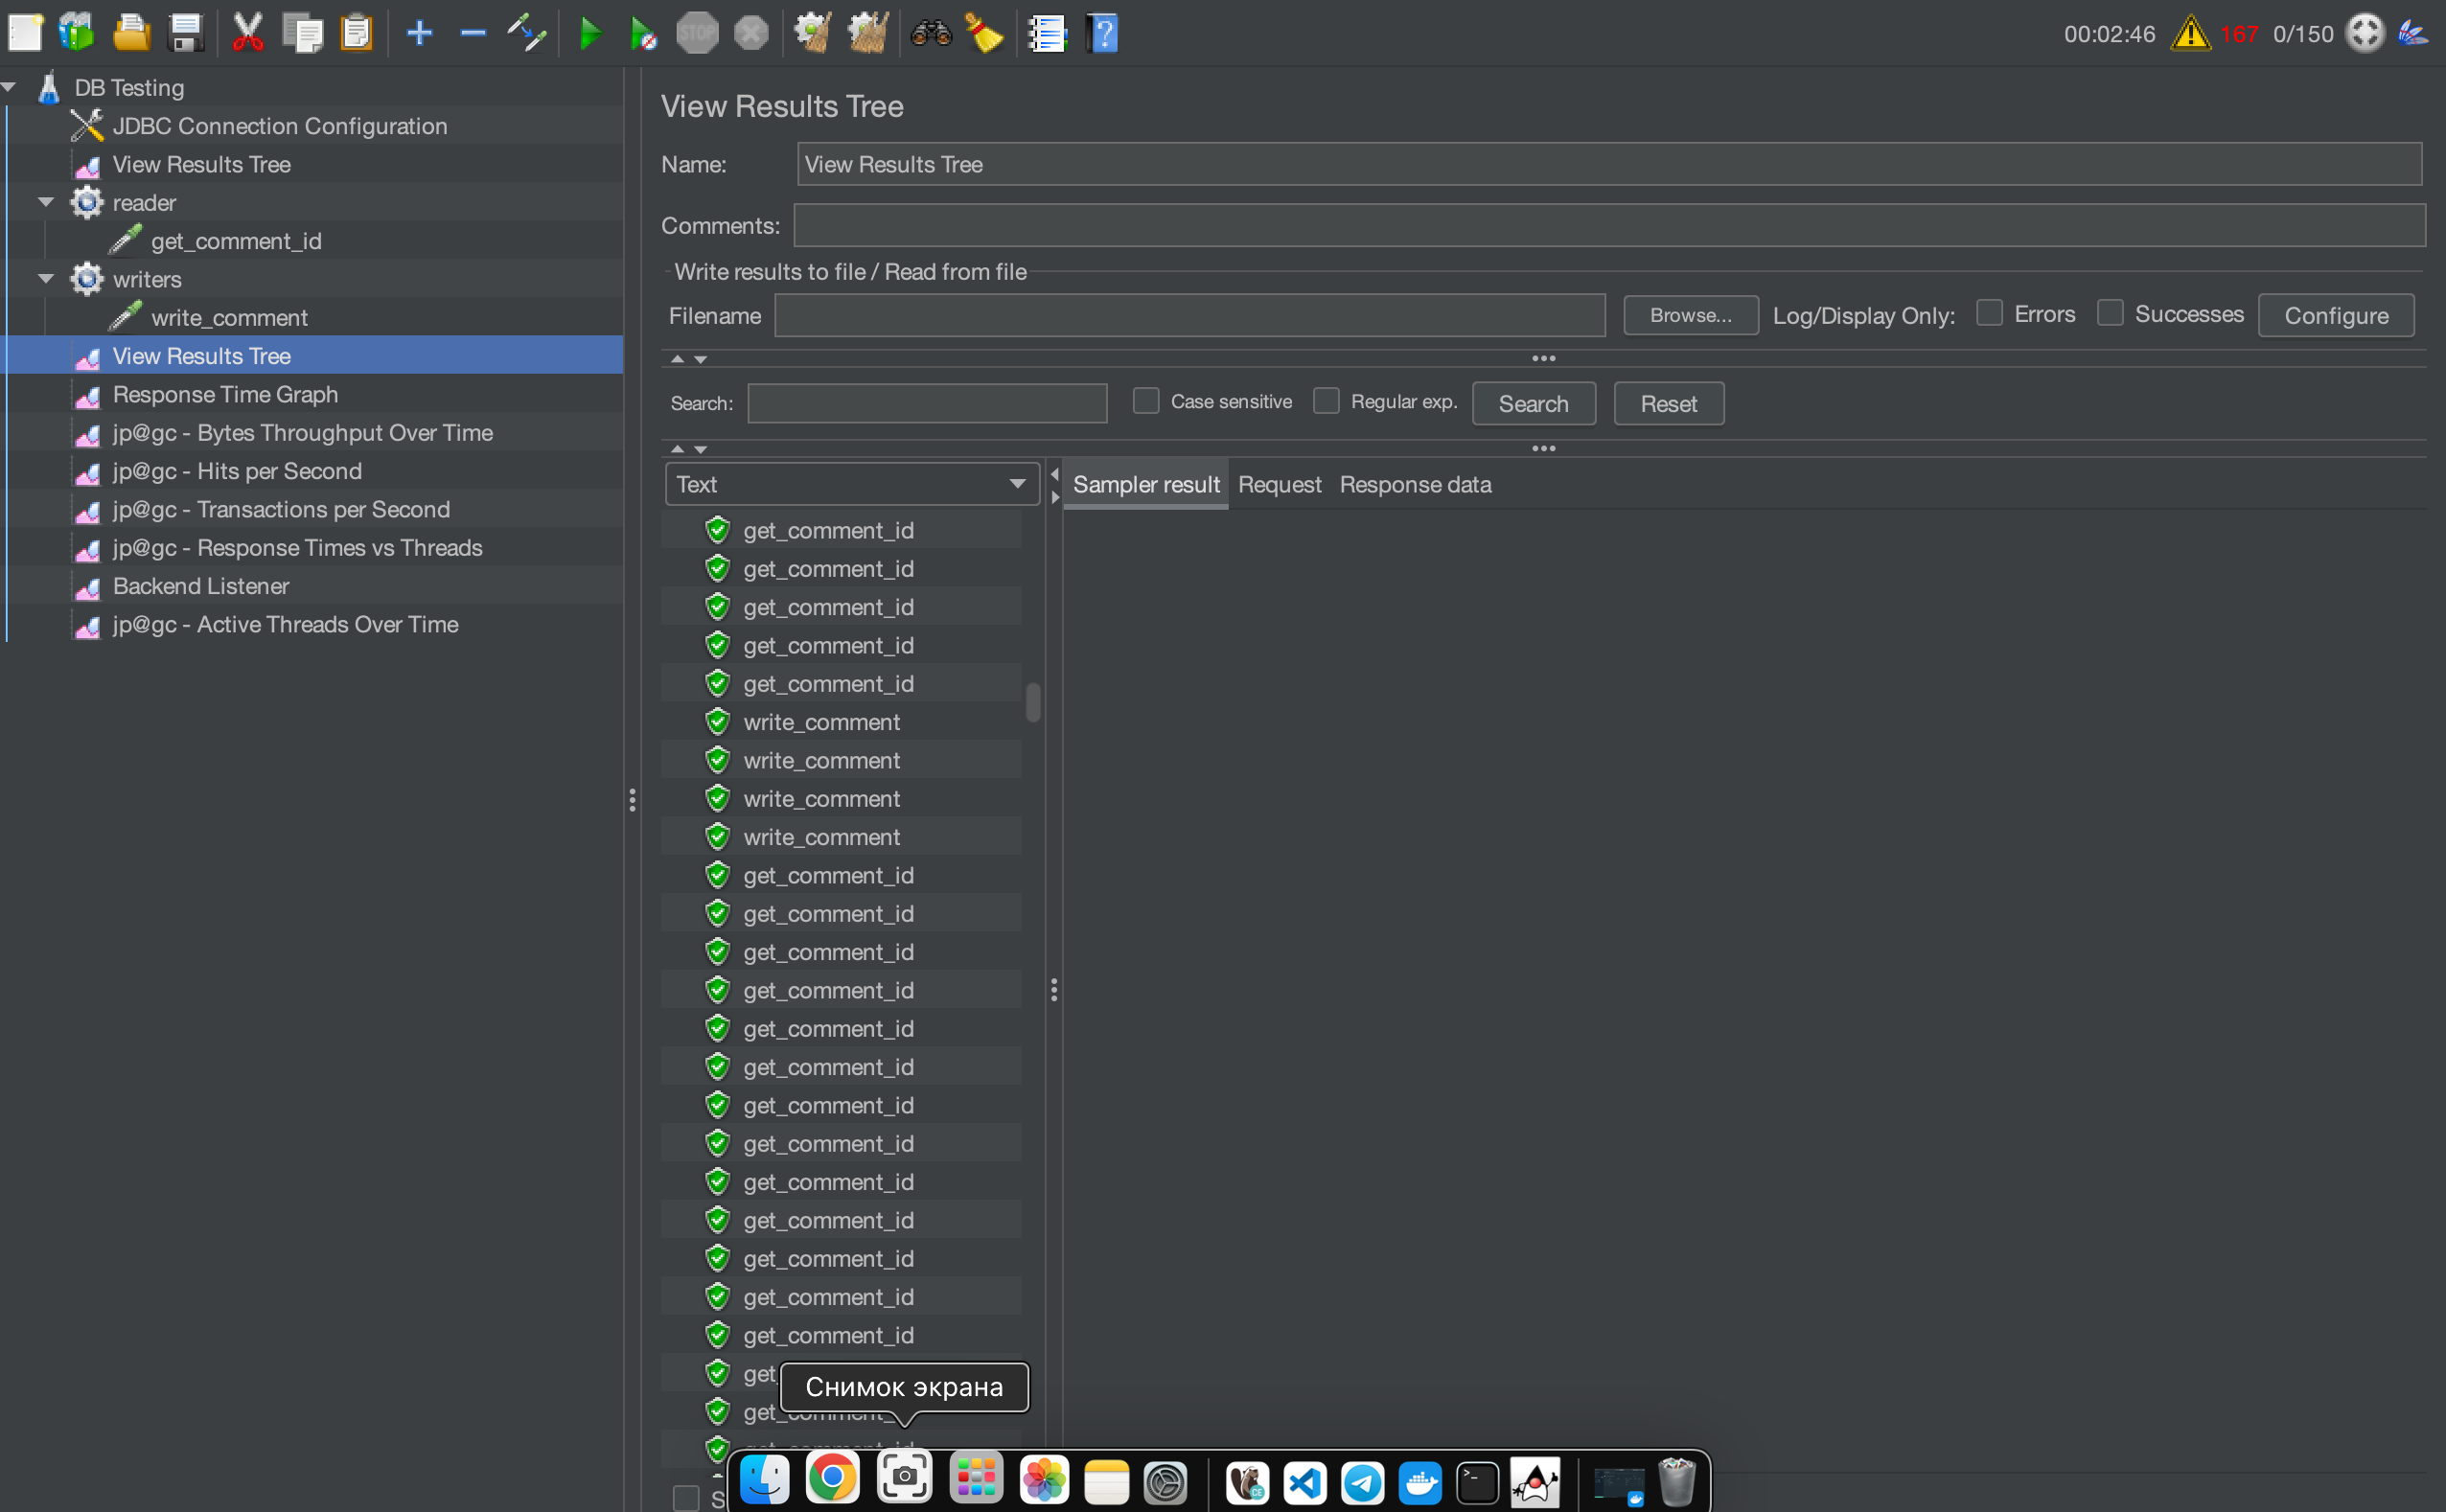 STOP
00:02:46 167 0/150
DB Testing
JDBC Connection Configuration
View Results Tree
reader
get_comment_id
writers
write_comment
View Results Tree
Response Time Graph
jp@gc - Bytes Throughput Over Time
jp@gc - Hits per Second
jp@gc - Transactions per Second
jp@gc - Response Times vs Threads
Backend Listener
jp@gc - Active Threads Over Time
View Results Tree
Name: View Results Tree
Comments:
Write results to file / Read from file
Filename Browse... Log/Display Only: Errors Successes Configure
Search: Case sensitive Regular exp. Search Reset
Text
Sampler result Request Response data
get_comment_id
get_comment_id
get_comment_id
get_comment_id
get_comment_id
write_comment
write_comment
write_comment
write_comment
get_comment_id
get_comment_id
get_comment_id
get_comment_id
get_comment_id
get_comment_id
get_comment_id
get_comment_id
get_comment_id
get_comment_id
get_comment_id
get_comment_id
get_comment_id
Снимок экрана